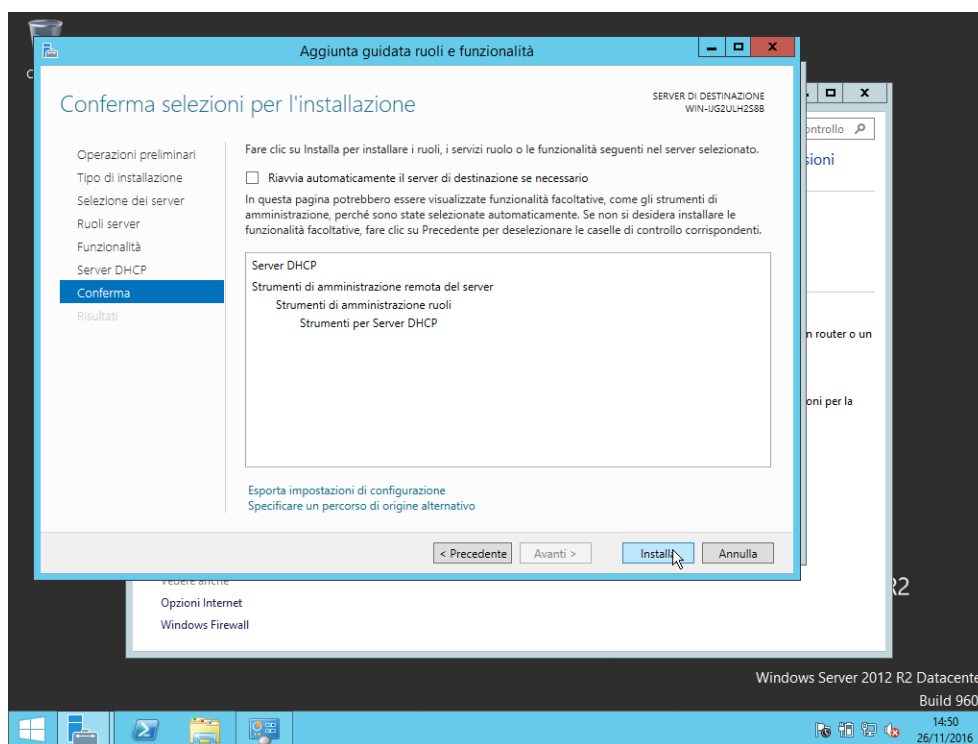 Aggiunta guidata ruoli e funzionalità
Conferma selezioni per l'installazione
SERVER DI DESTINAZIONE
WIN-IJG2ULH2S8B
Operazioni preliminari
Tipo di installazione
Selezione dei server
Ruoli server
Funzionalità
Server DHCP
Conferma
Risultati
Fare clic su Installa per installare i ruoli, i servizi ruolo o le funzionalità seguenti nel server selezionato.
Riavvia automaticamente il server di destinazione se necessario
In questa pagina potrebbero essere visualizzate funzionalità facoltative, come gli strumenti di
amministrazione, perché sono state selezionate automaticamente. Se non si desidera installare le
funzionalità facoltative, fare clic su Precedente per deselezionare le caselle di controllo corrispondenti.
Server DHCP
Strumenti di amministrazione remota del server
Strumenti di amministrazione ruoli
Strumenti per Server DHCP
Esporta impostazioni di configurazione
Specificare un percorso di origine alternativo
< Precedente
Avanti >
Installa
Annulla
ontrollo
sioni
n router o un
oni per la
Vedere anche
Opzioni Internet
Windows Firewall
R2
Windows Server 2012 R2 Datacente
Build 960
14:50
26/11/2016